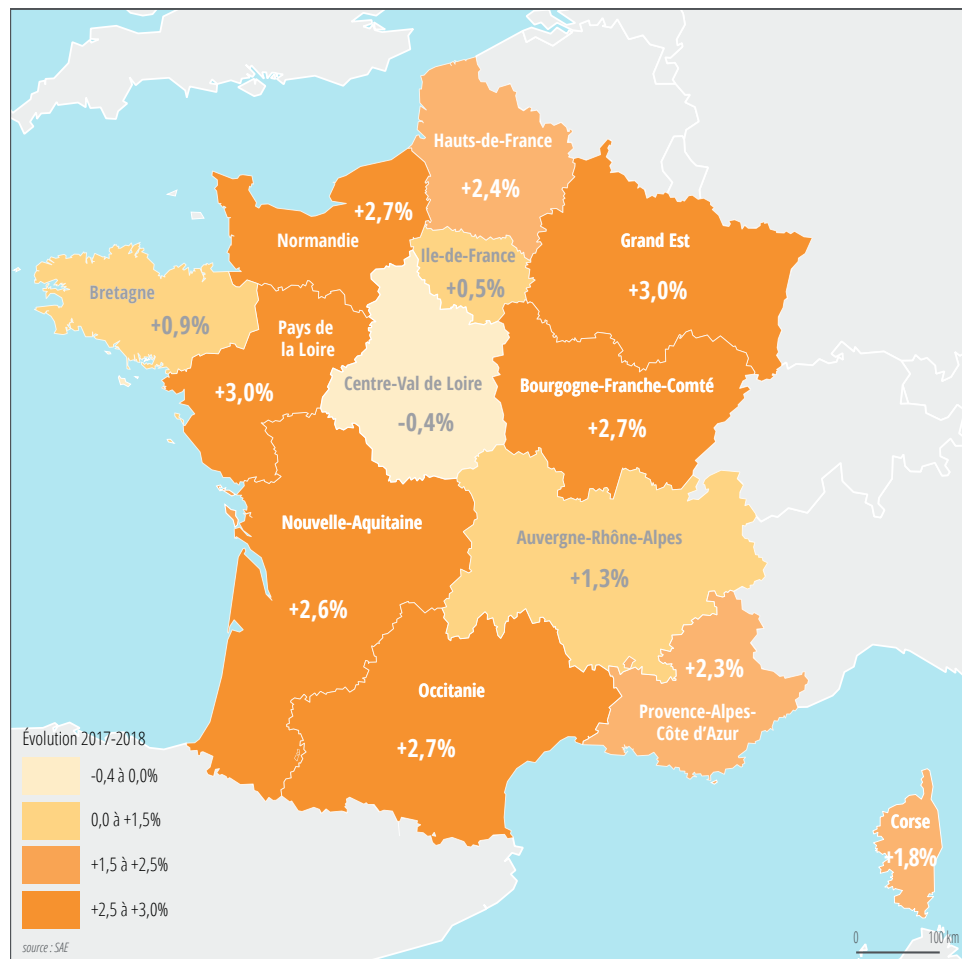 Hauts-de-France
+2,4%
+2,7%
Normandie
Ile-de-France
+0,5%
Grand Est
+3,0%
Bretagne
+0,9%
Pays de
la Loire
+3,0%
Centre-Val de Loire
-0,4%
Bourgogne-Franche-Comté
+2,7%
Nouvelle-Aquitaine
+2,6%
Auvergne-Rhône-Alpes
+1,3%
Occitanie
+2,7%
+2,3%
Provence-Alpes-
Côte d'Azur
Corse
+1,8%
Évolution 2017-2018
-0,4 à 0,0%
0,0 à +1,5%
+1,5 à +2,5%
+2,5 à +3,0%
source : SAE
0 100 km